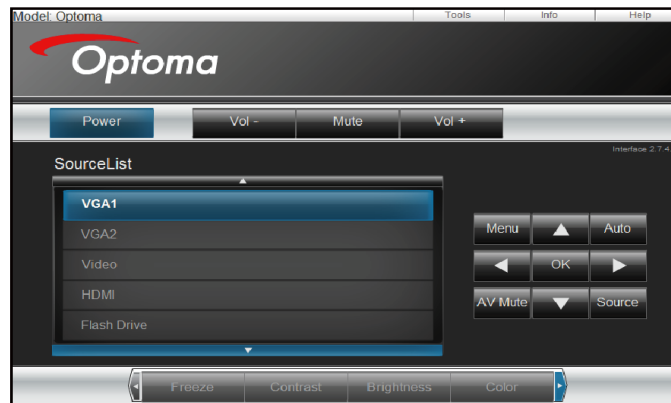 Model: Optoma Tools Info Help
Optoma
Power Vol - Mute Vol +
Interface 2.7.4.
SourceList
VGA1
VGA2
Video
HDMI
Flash Drive
Menu Auto
OK
AV Mute Source
Freeze Contrast Brightness Color